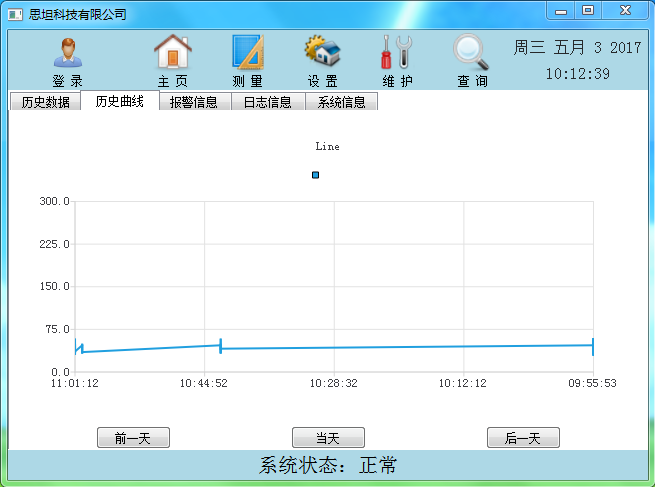 思坦科技有限公司
登 录
主 页
测 量
设 置
维 护
查 询
周三 五月 3 2017
10:12:39
历史数据
历史曲线
报警信息
日志信息
系统信息
Line
300.0
225.0
150.0
75.0
0.0
11:01:12
10:44:52
10:28:32
10:12:12
09:55:53
前一天
当天
后一天
系统状态：正常